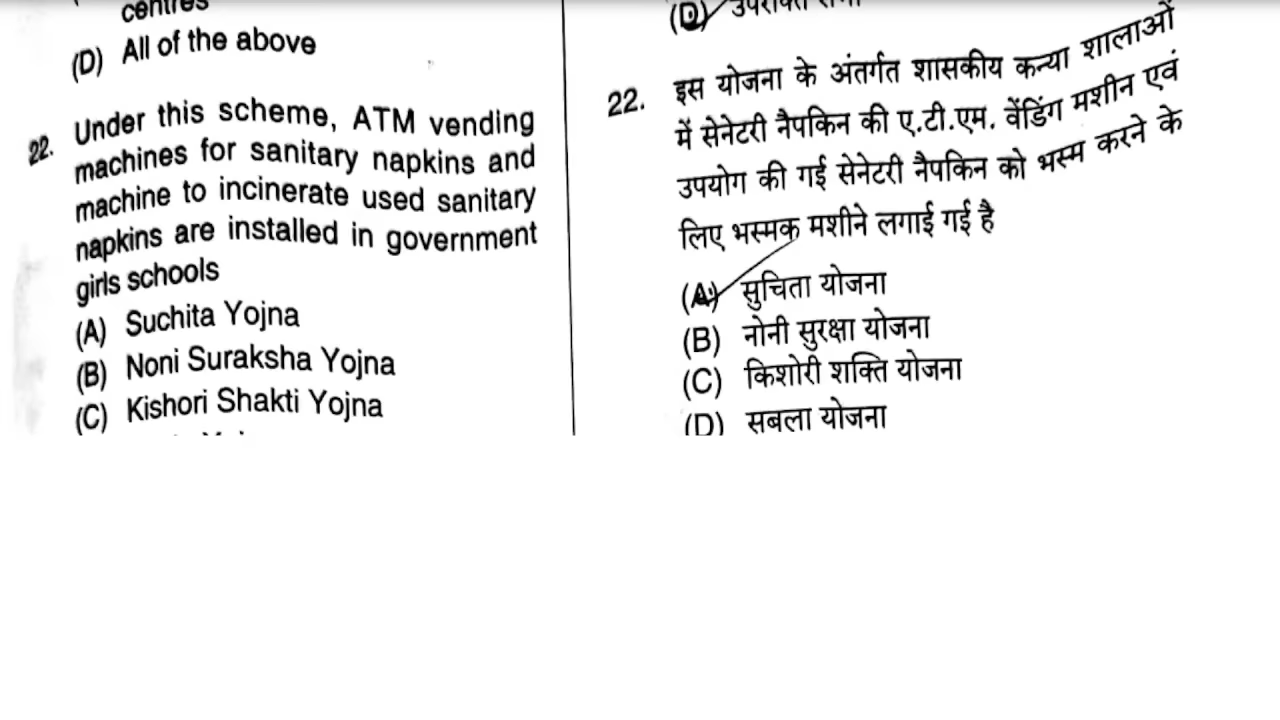 centres
(D) All of the above
22. Under this scheme, ATM vending
machines for sanitary napkins and
machine to incinerate used sanitary
napkins are installed in government
girls schools
(A) Suchita Yojna
(B) Noni Suraksha Yojna
(C) Kishori Shakti Yojna
(D)
22. इस योजना के अंतर्गत शासकीय कन्या शालाओं
में सेनेटरी नैपकिन की ए.टी.एम. वेंडिंग मशीन एवं
उपयोग की गई सेनेटरी नैपकिन को भस्म करने के
लिए भस्मक मशीने लगाई गई है
(A) सुचिता योजना
(B) नोनी सुरक्षा योजना
(C) किशोरी शक्ति योजना
(D) सबला योजना